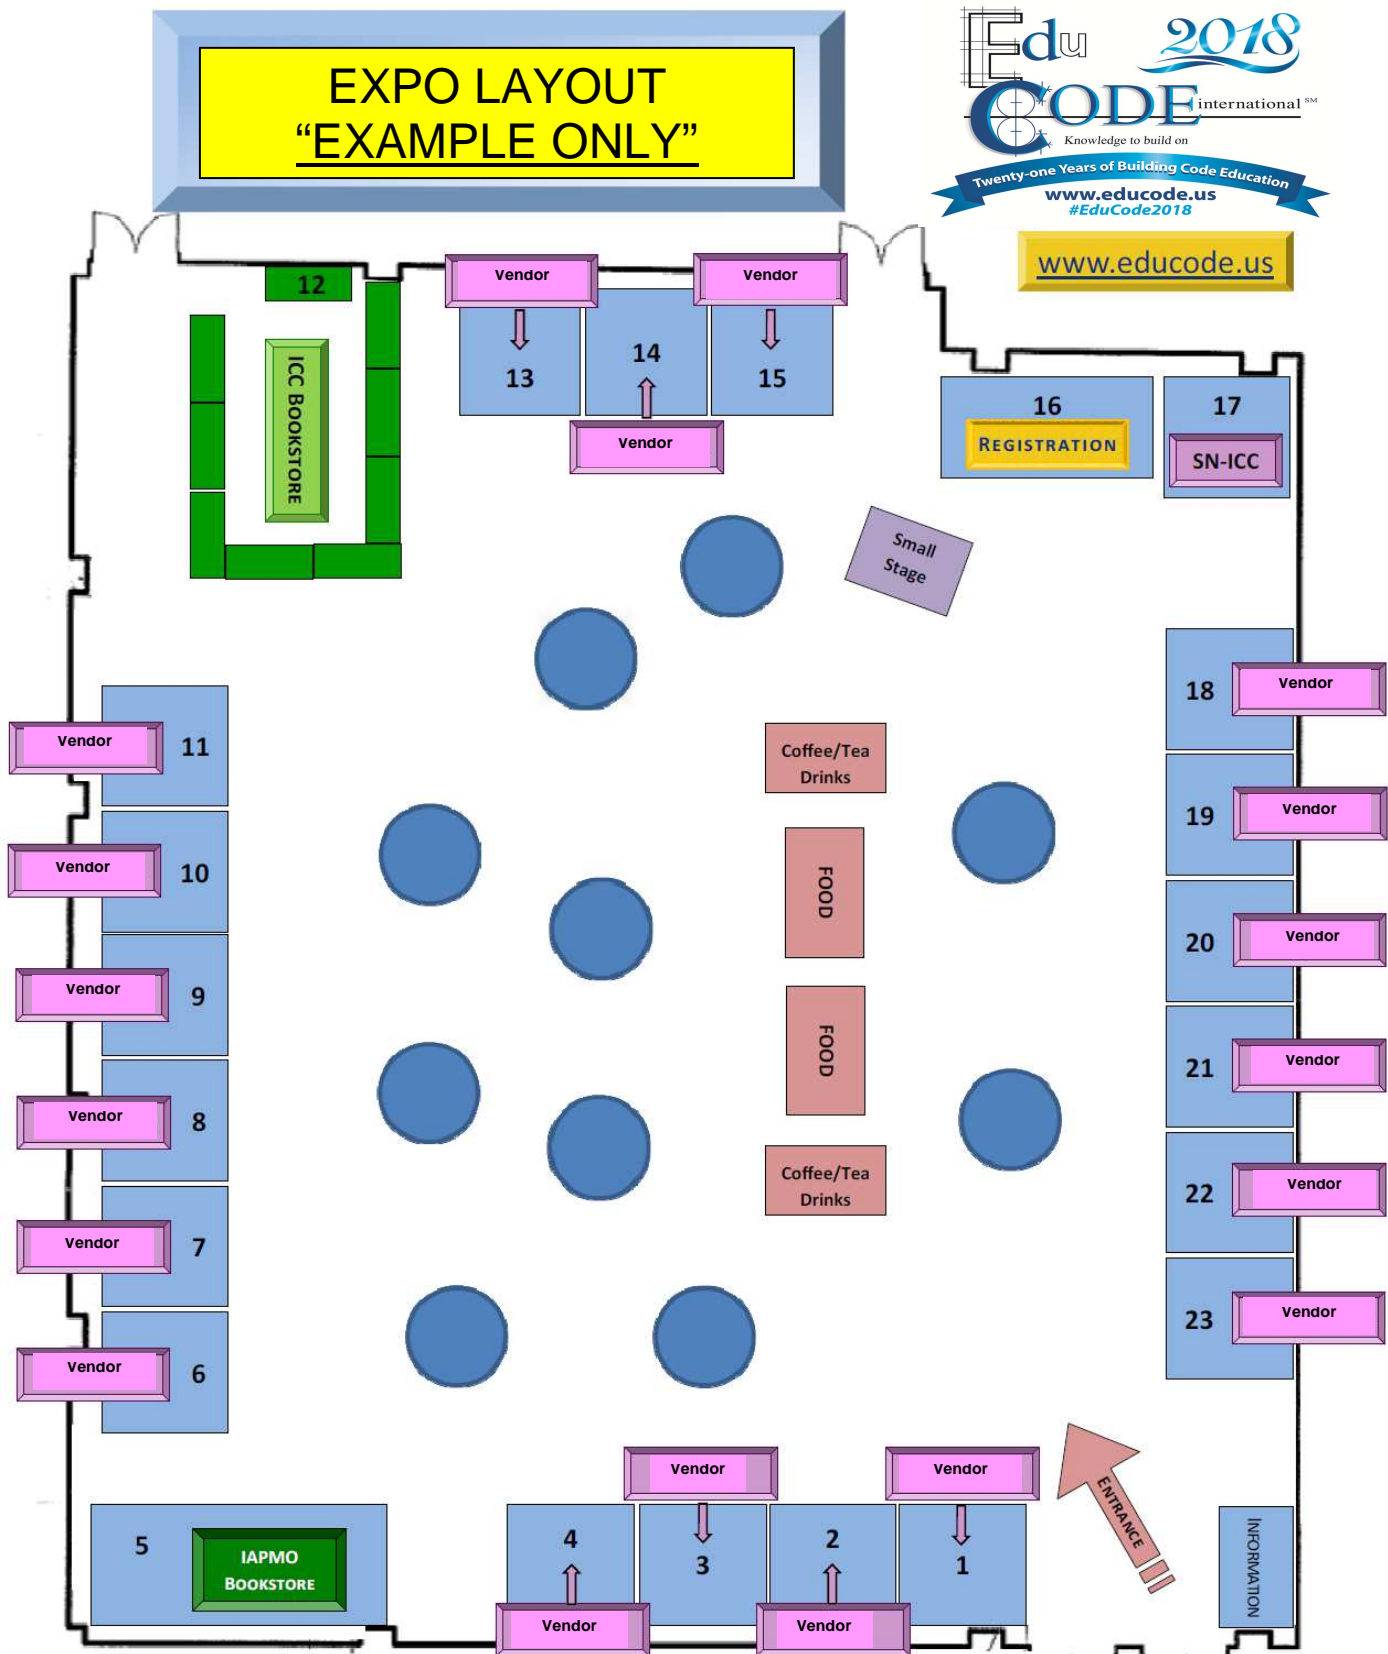 EXPO LAYOUT
“EXAMPLE ONLY”
Edu 2018
CODE international SM
Knowledge to build on
Twenty-one Years of Building Code Education
www.educode.us
#EduCode2018
www.educode.us
12
ICC BOOKSTORE
Vendor
Vendor
13
14
15
Vendor
16
REGISTRATION
17
SN-ICC
Small
Stage
Vendor
11
Vendor
10
Vendor
9
Vendor
8
Vendor
7
Vendor
6
Coffee/Tea
Drinks
FOOD
FOOD
Coffee/Tea
Drinks
18
Vendor
19
Vendor
20
Vendor
21
Vendor
22
Vendor
23
Vendor
5
IAPMO
BOOKSTORE
Vendor
Vendor
4
3
2
1
Vendor
Vendor
ENTRANCE
INFORMATION